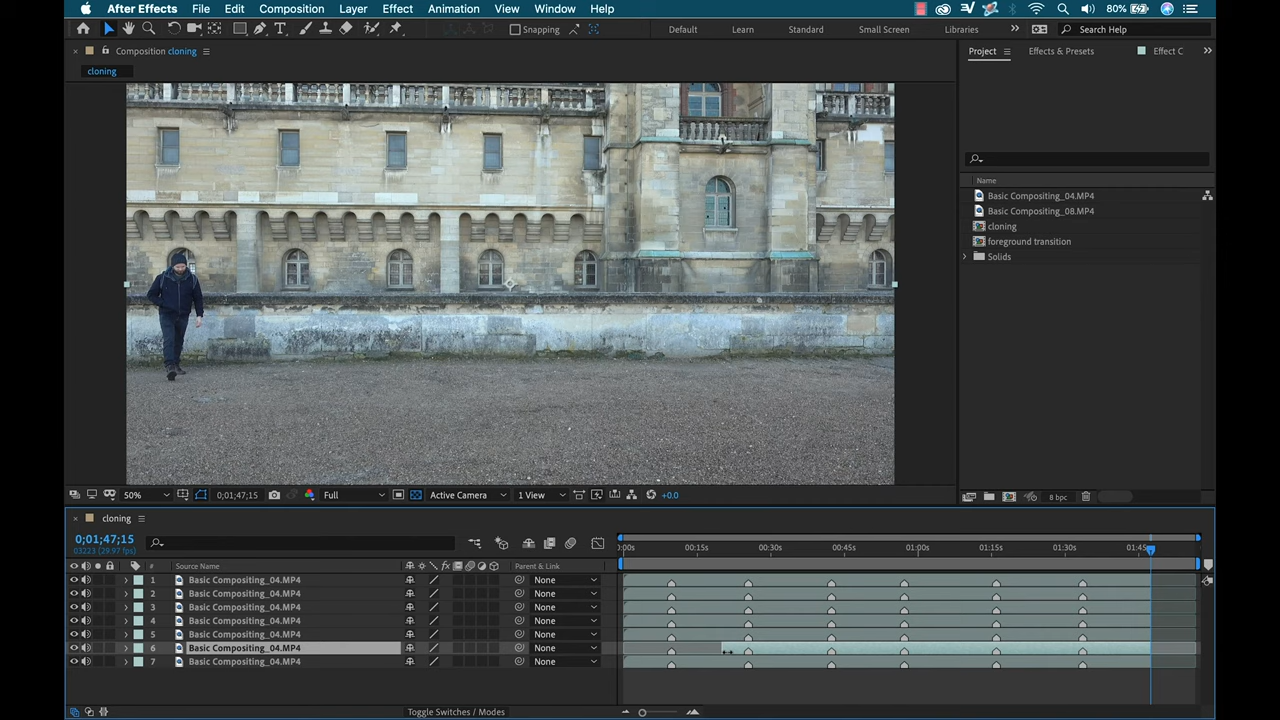 After Effects File Edit Composition Layer Effect Animation View Window Help 80%
Snapping Default Learn Standard Small Screen Libraries Search Help
Composition cloning Project Effects & Presets Effect C
cloning
Name
Basic Compositing_04.MP4
Basic Compositing_08.MP4
cloning
foreground transition
Solids
50% 0;01;47;15 Full Active Camera 1 View +0.0 8 bpc
cloning
0;01;47;15
03223 (29.97 fps)
:00s 00:15s 00:30s 00:45s 01:00s 01:15s 01:30s 01:45s
# Source Name Parent & Link
1 Basic Compositing_04.MP4 None
2 Basic Compositing_04.MP4 None
3 Basic Compositing_04.MP4 None
4 Basic Compositing_04.MP4 None
5 Basic Compositing_04.MP4 None
6 Basic Compositing_04.MP4 None
7 Basic Compositing_04.MP4 None
Toggle Switches / Modes